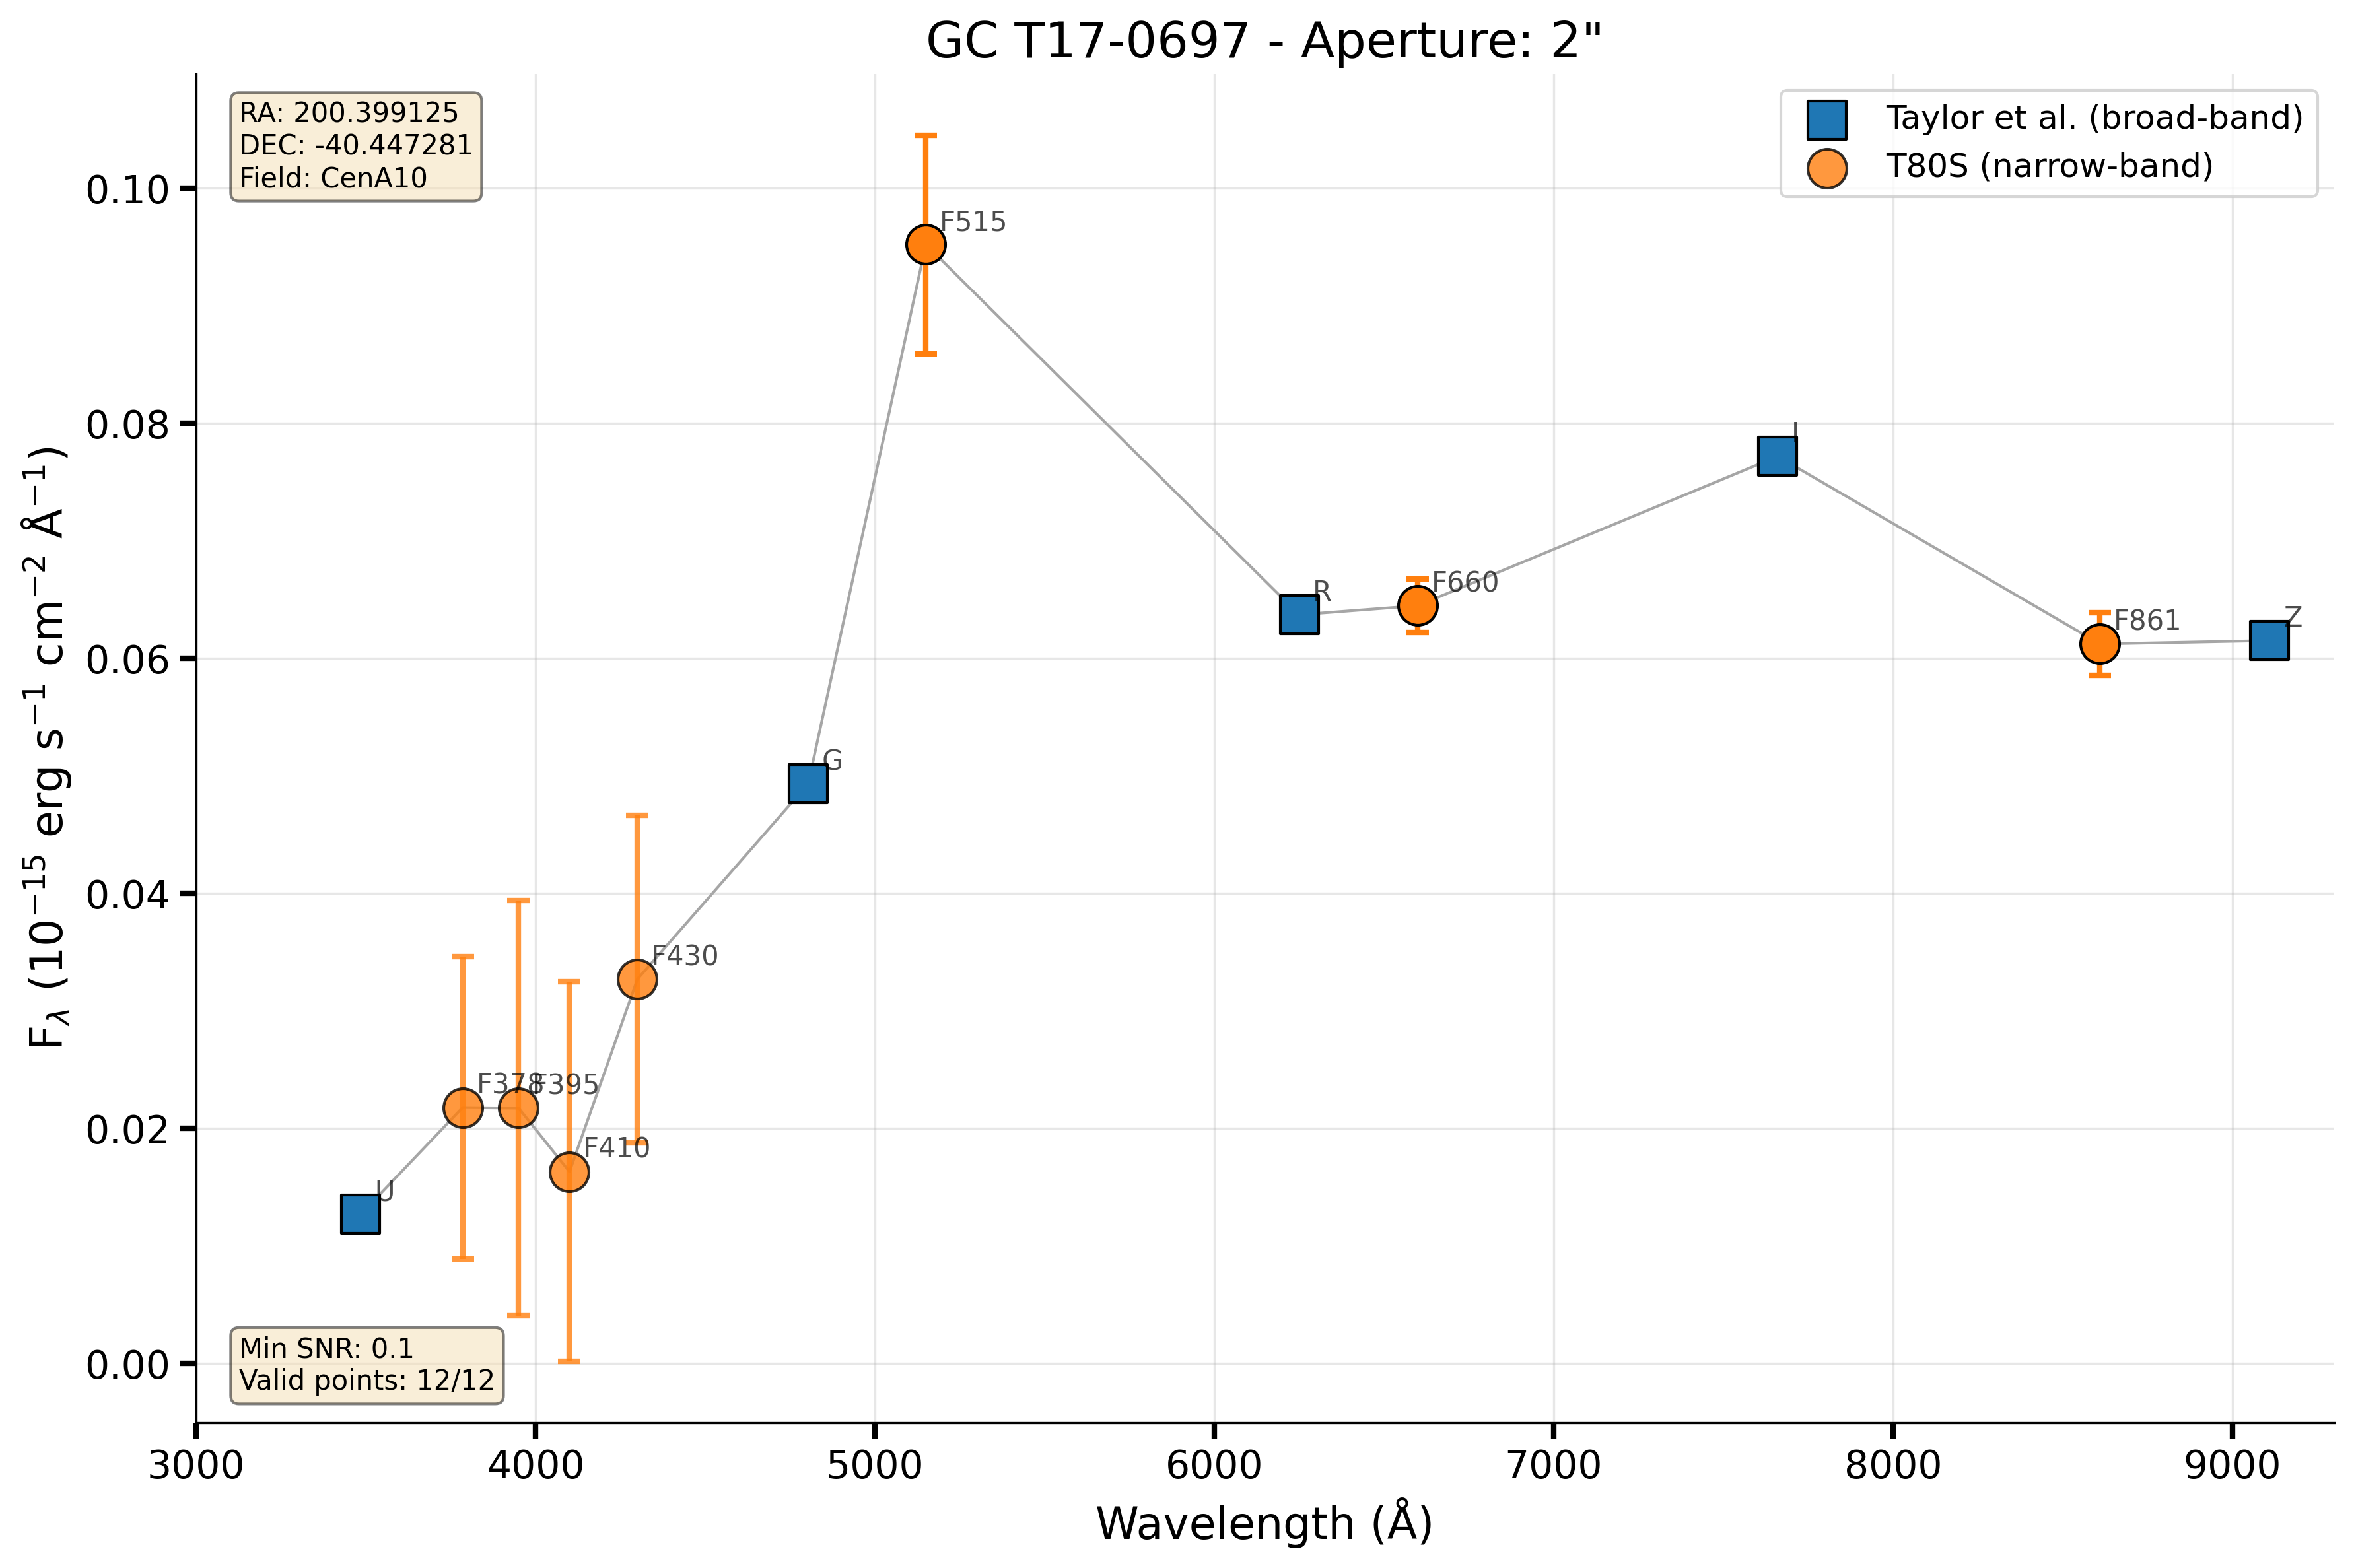 GC T17-0697 - Aperture: 2"
RA: 200.399125
DEC: -40.447281
Field: CenA10
Taylor et al. (broad-band)
T80S (narrow-band)
F515
I
R
F660
F861
Z
G
F430
F378
F395
F410
U
Min SNR: 0.1
Valid points: 12/12
0.10
0.08
0.06
0.04
0.02
0.00
F$_λ$ (10$^{−15}$ erg s$^{−1}$ cm$^{−2}$ Å$^{−1}$)
3000 4000 5000 6000 7000 8000 9000
Wavelength (Å)